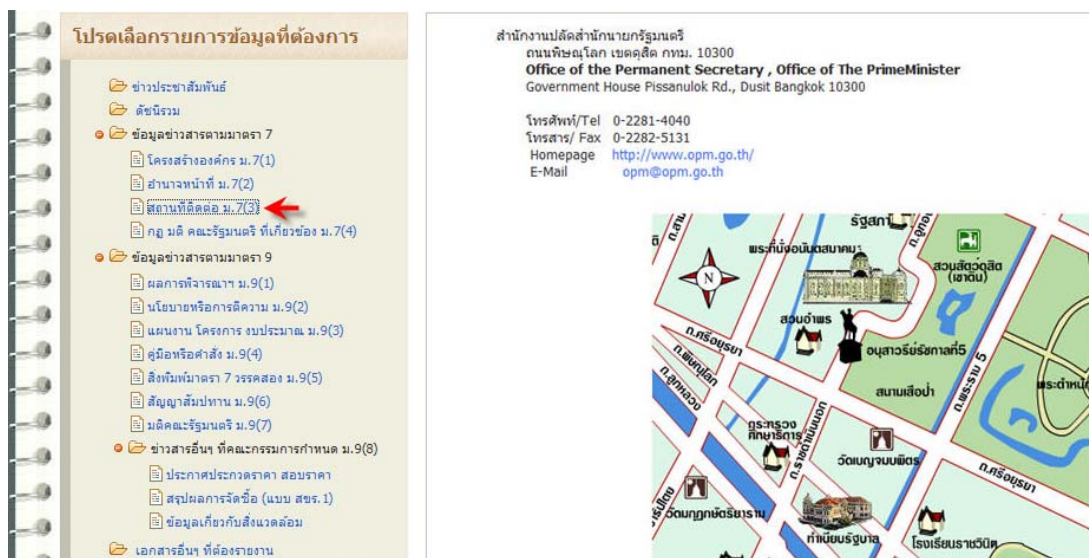 โปรดเลือกรายการข้อมูลที่ต้องการ
ข่าวประชาสัมพันธ์
ดัชนีรวม
ข้อมูลข่าวสารตามมาตรา 7
โครงสร้างองค์กร ม.7(1)
อำนาจหน้าที่ ม.7(2)
สถานที่ติดต่อ ม.7(3)
กฎ มติ คณะรัฐมนตรี ที่เกี่ยวข้อง ม.7(4)
ข้อมูลข่าวสารตามมาตรา 9
ผลการพิจารณาฯ ม.9(1)
นโยบายหรือการตีความ ม.9(2)
แผนงาน โครงการ งบประมาณ ม.9(3)
คู่มือหรือคำสั่ง ม.9(4)
สิ่งพิมพ์มาตรา 7 วรรคสอง ม.9(5)
สัญญาสัมปทาน ม.9(6)
มติคณะรัฐมนตรี ม.9(7)
ข่าวสารอื่นๆ ที่คณะกรรมการกำหนด ม.9(8)
ประกาศประกวดราคา สอบราคา
สรุปผลการจัดซื้อ (แบบ สขร.1)
ข้อมูลเกี่ยวกับสิ่งแวดล้อม
เอกสารอื่นๆ ที่ต้องรายงาน
สำนักงานปลัดสำนักนายกรัฐมนตรี
ถนนพิษณุโลก เขตดุสิต กทม. 10300
Office of the Permanent Secretary , Office of The PrimeMinister
Government House Pissanulok Rd., Dusit Bangkok 10300
โทรศัพท์/Tel 0-2281-4040
โทรสาร/ Fax 0-2282-5131
Homepage http://www.opm.go.th/
E-Mail opm@opm.go.th
รัฐสภา
ถ.อู่ทอง
พระที่นั่งอนันตสมาคม
N
สวนสัตว์ดุสิต
(เขาดิน)
สวนอัมพร
อนุสาวรีย์รัชกาลที่5
ถ.ศรีอยุธยา
ถ.พิษณุโลก
ถ.ลูกหลวง
สนามเสือป่า
ถ.พระราม 5
กระทรวง
ศึกษาธิการ
ถ.ราชดำเนินนอก
วัดเบญจมบพิตร
ถ.ศรีอยุธยา
วัดมกุฎกษัตริยาราม
ทำเนียบรัฐบาล
โรงเรียนราชวินิต